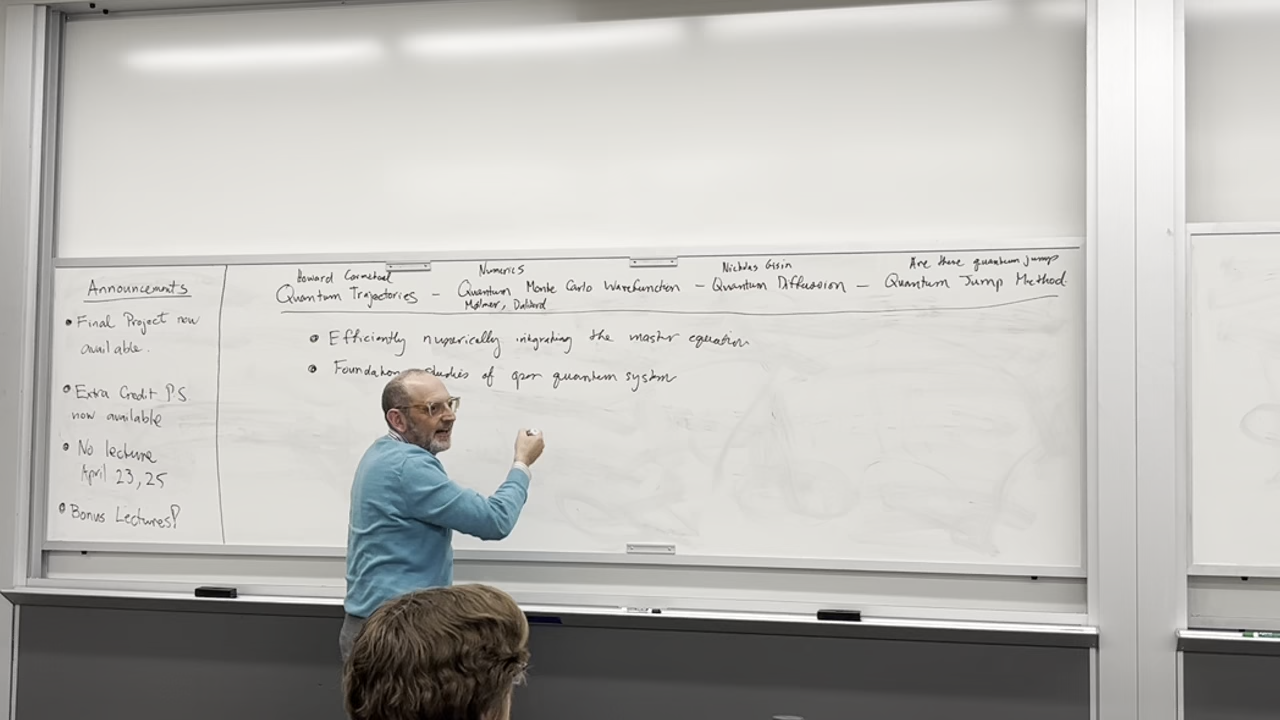 Announcements
• Final Project now
available.
• Extra Credit P.S
now available
• No lecture
April 23, 25
• Bonus Lectures?
Howard Carmichael
Numerics
Nicholas Gisin
Are there quantum jumps
Quantum Trajectories – Quantum Monte Carlo Wavefunction – Quantum Diffusion – Quantum Jump Method.
Mølmer, Dalibard
• Efficiently numerically integrating the master equation
• Foundation studies of open quantum system